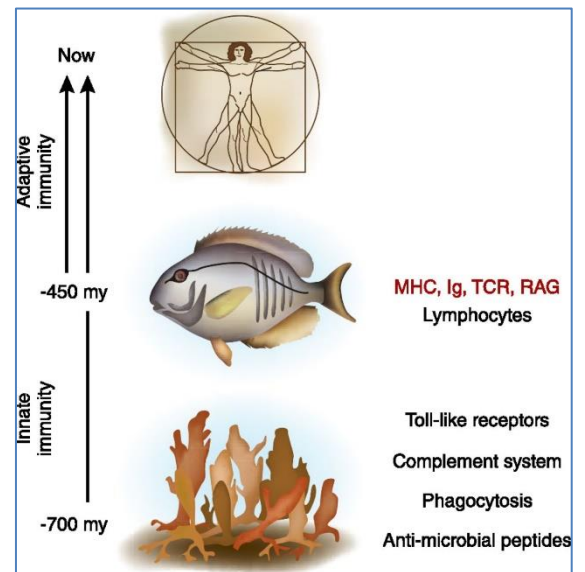 Now
Adaptive
immunity
-450 my
MHC, Ig, TCR, RAG
Lymphocytes
Innate
immunity
Toll-like receptors
Complement system
Phagocytosis
-700 my
Anti-microbial peptides